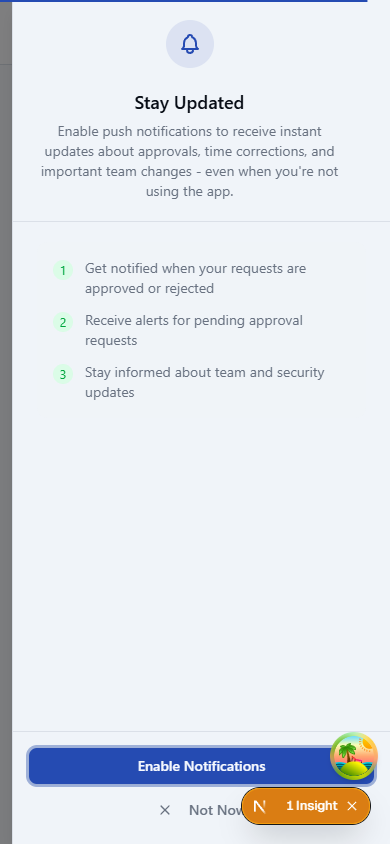 Stay Updated
Enable push notifications to receive instant
updates about approvals, time corrections, and
important team changes - even when you're not
using the app.
1 Get notified when your requests are
approved or rejected
2 Receive alerts for pending approval
requests
3 Stay informed about team and security
updates
Enable Notifications
Not Now
N 1 Insight